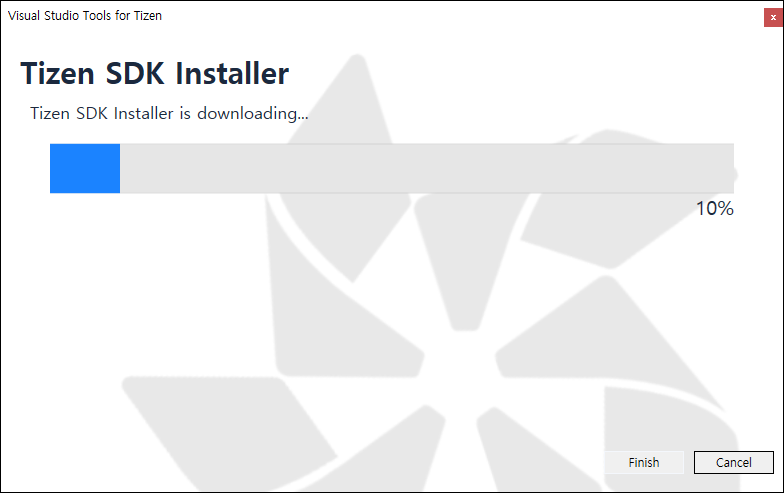 Visual Studio Tools for Tizen
x
Tizen SDK Installer
Tizen SDK Installer is downloading...
10%
Finish
Cancel